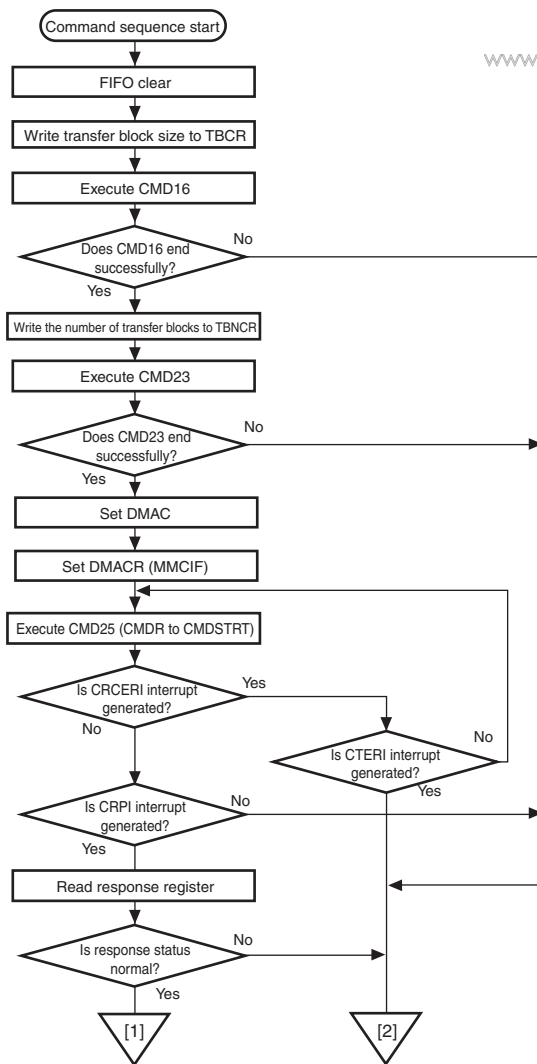 Command sequence start
FIFO clear
Write transfer block size to TBCR
Execute CMD16
No
Does CMD16 end
successfully?
Yes
Write the number of transfer blocks to TBNCR
Execute CMD23
No
Does CMD23 end
successfully?
Yes
Set DMAC
Set DMACR (MMCIF)
Execute CMD25 (CMDR to CMDSTRT)
Yes
Is CRCERI interrupt
generated?
No
No
Is CTERI interrupt
generated?
Yes
No
Is CRPI interrupt
generated?
Yes
Read response register
No
Is response status
normal?
Yes
[1]
[2]